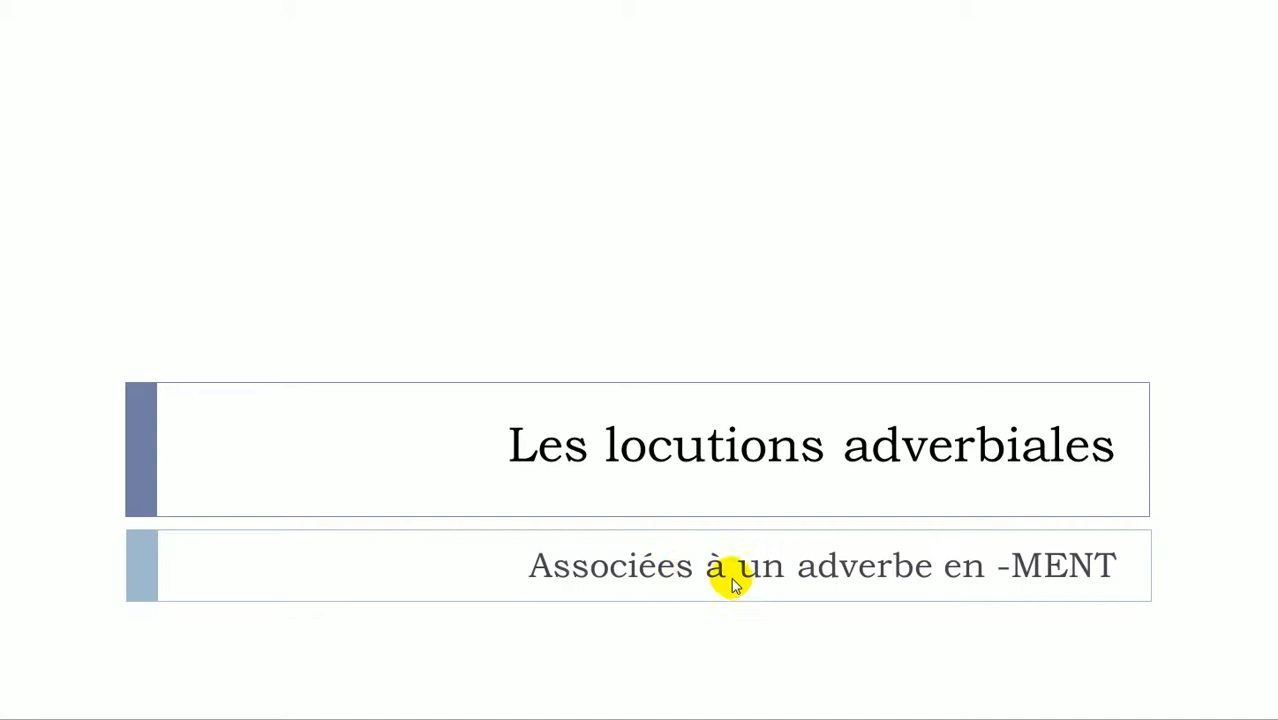 Les locutions adverbiales
Associées à un adverbe en -MENT